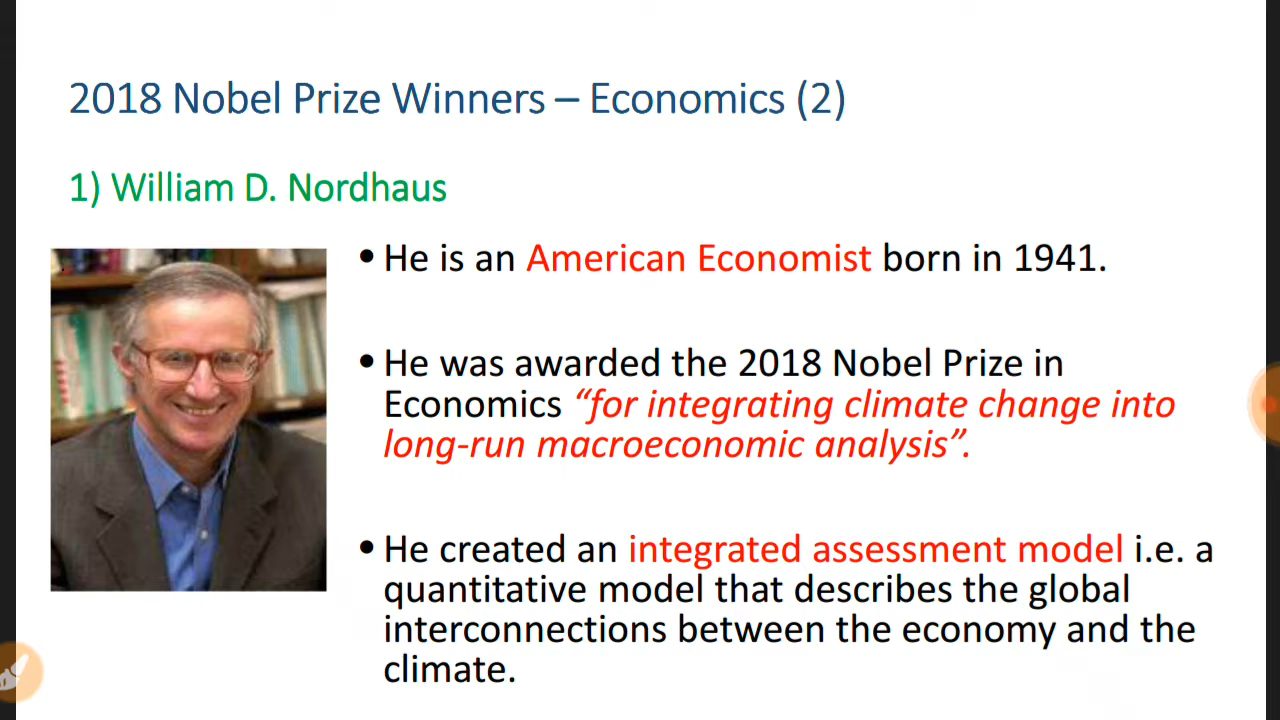 2018 Nobel Prize Winners – Economics (2)
1) William D. Nordhaus
• He is an American Economist born in 1941.
• He was awarded the 2018 Nobel Prize in
Economics “for integrating climate change into
long-run macroeconomic analysis”.
• He created an integrated assessment model i.e. a
quantitative model that describes the global
interconnections between the economy and the
climate.